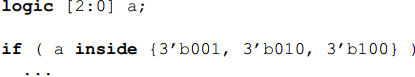 logic [2:0] a;
if ( a inside {3’b001, 3’b010, 3’b100} )
...